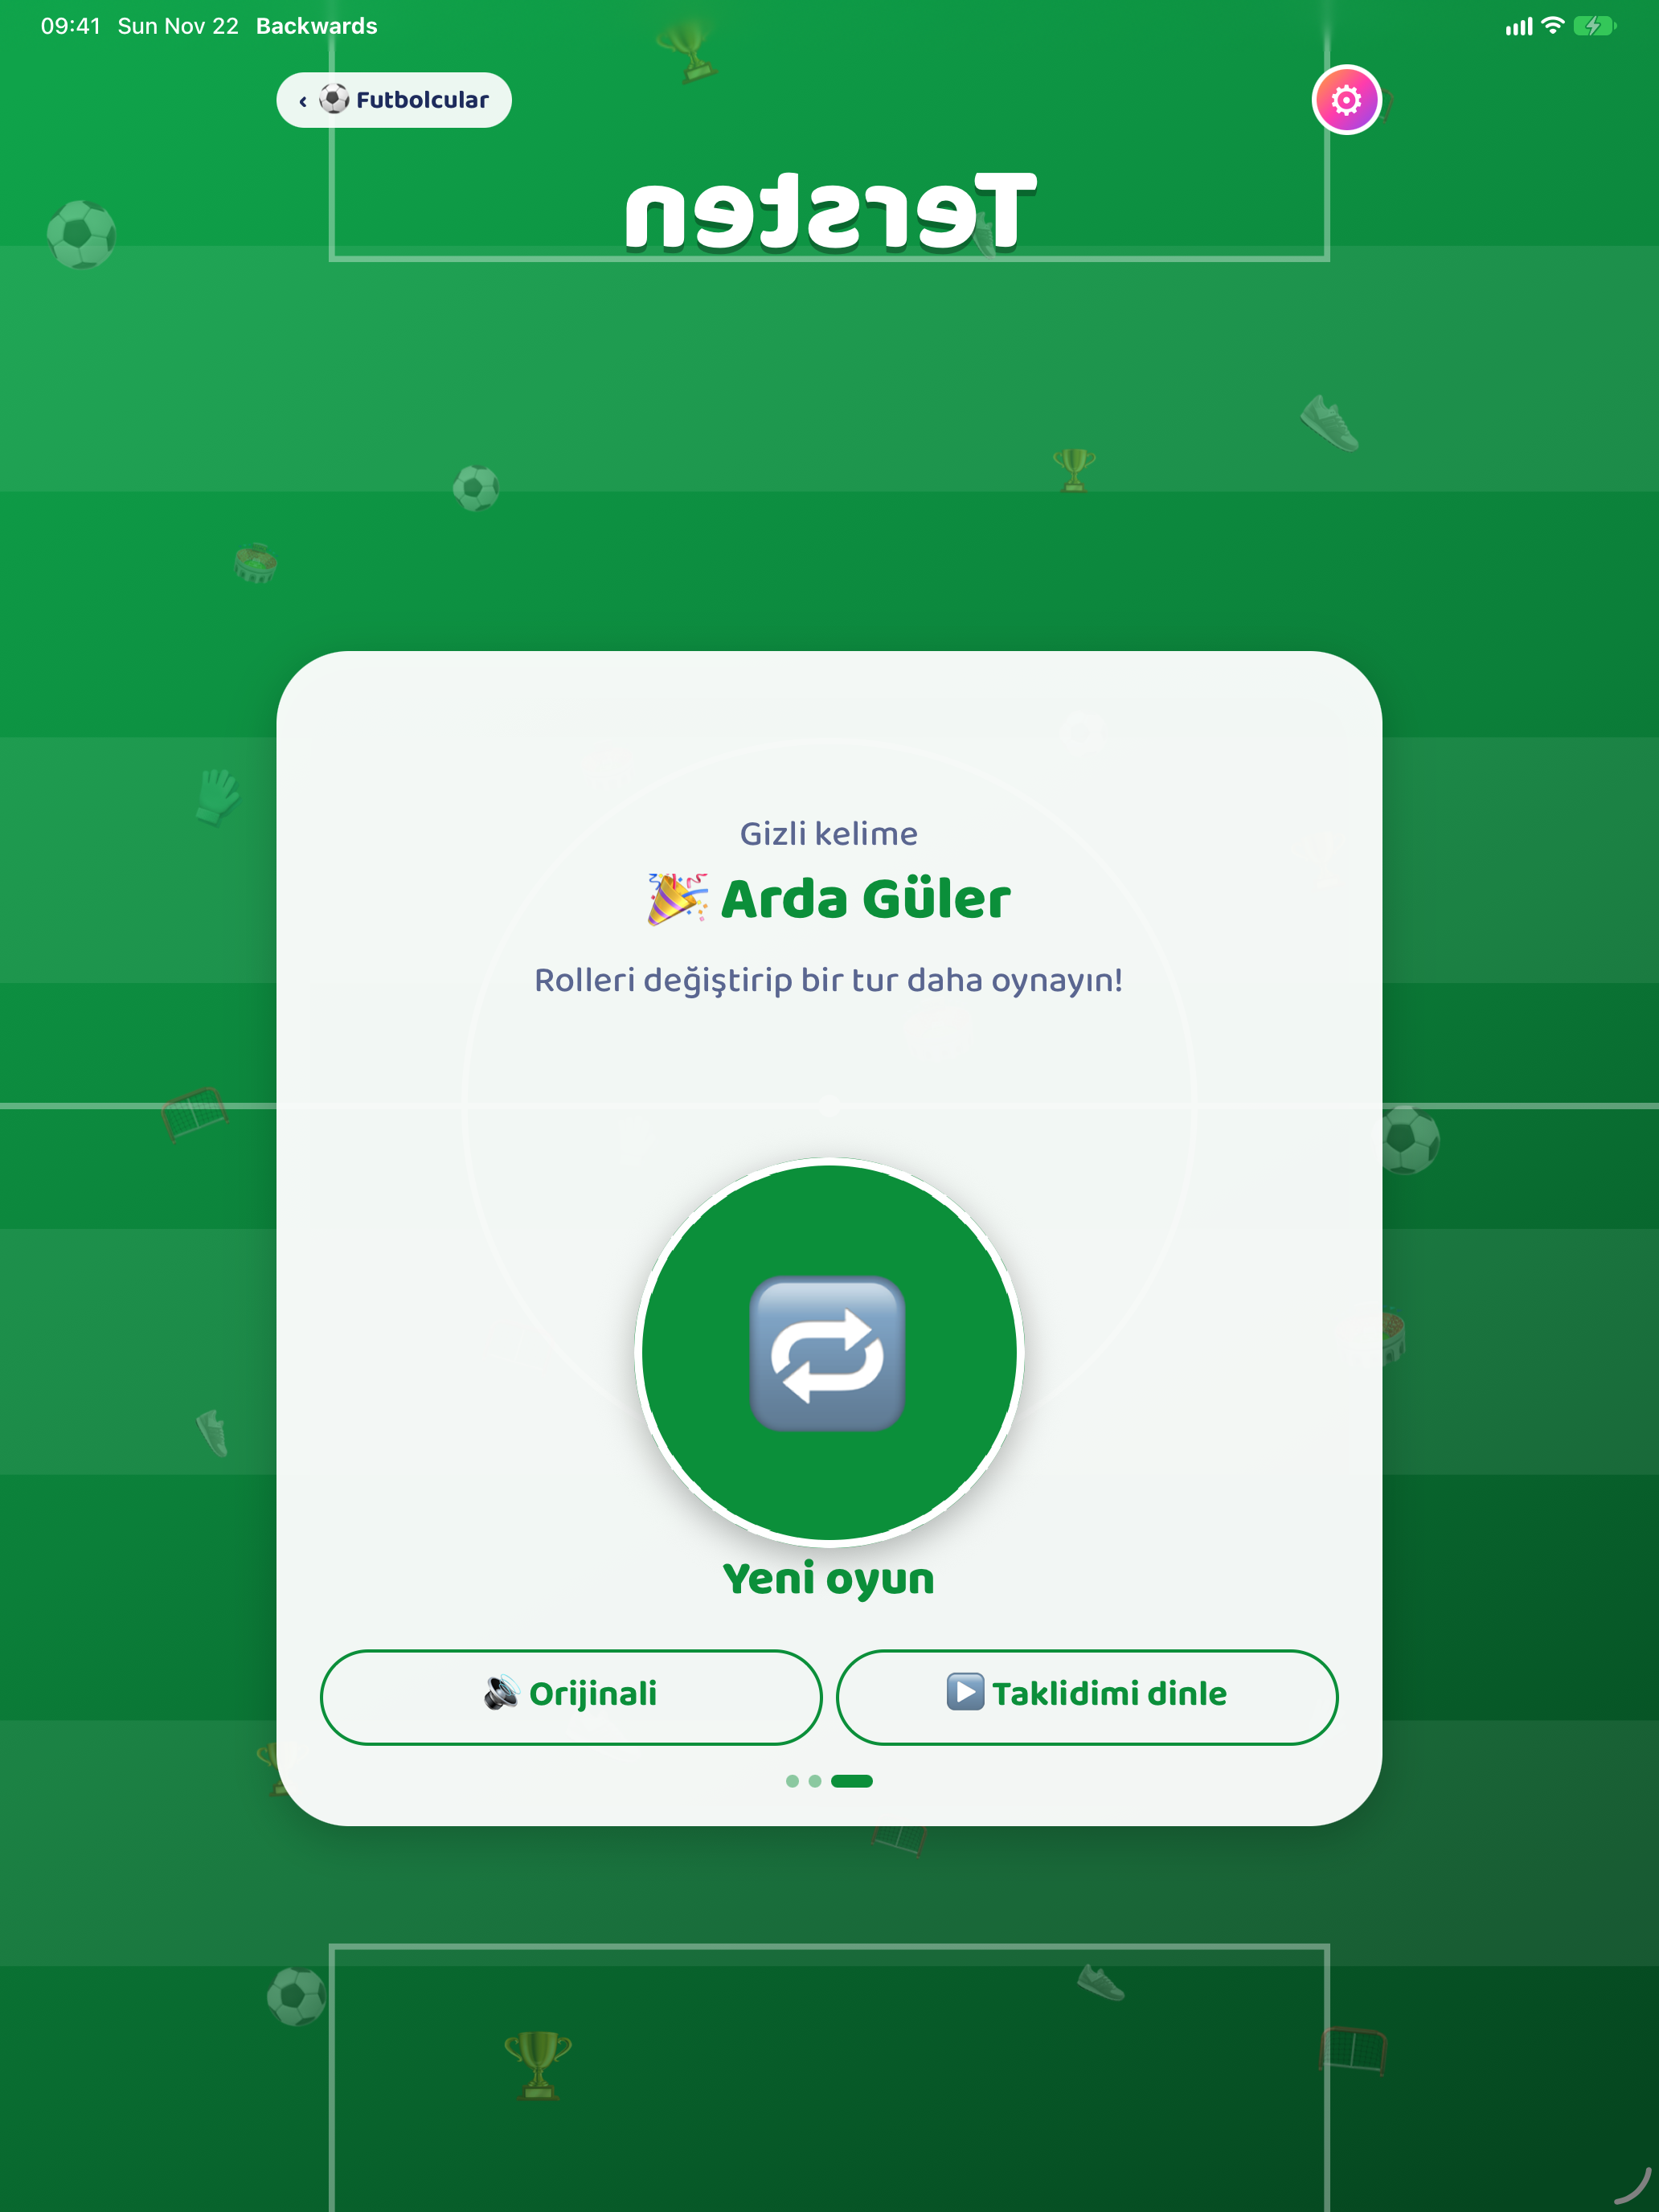 09:41 Sun Nov 22 Backwards
‹ ⚽ Futbolcular
Tersten
Gizli kelime
🎉 Arda Güler
Rolleri değiştirip bir tur daha oynayın!
Yeni oyun
🔊 Orijinali
▶️ Taklidimi dinle